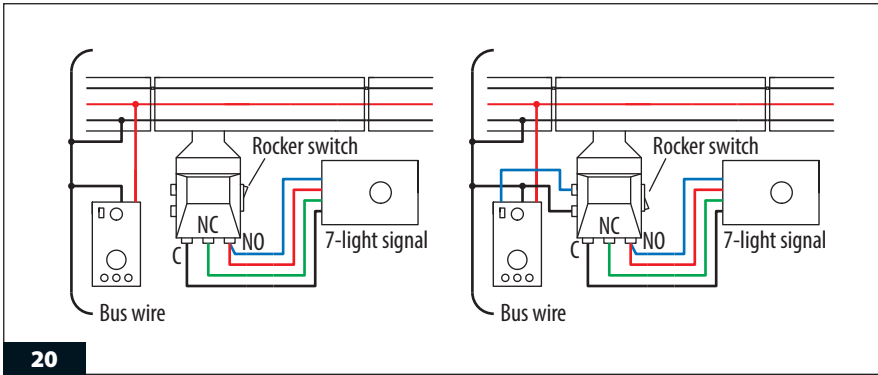 Rocker switch
NC
NO
C
7-light signal
Bus wire
Rocker switch
NC
NO
C
7-light signal
Bus wire
20